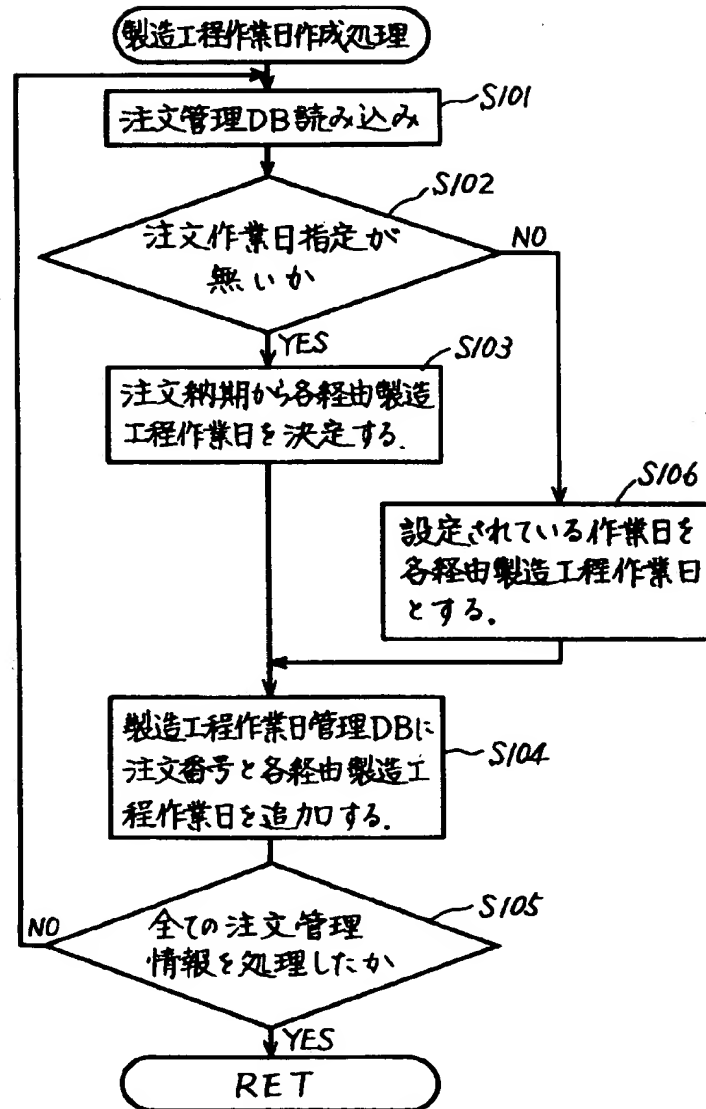 製造工程作業日作成処理
S101
注文管理DB読み込み
S102
注文作業日指定が
無いか
NO
YES
S103
注文納期から各経由製造
工程作業日を決定する.
S106
設定されている作業日を
各経由製造工程作業日
とする.
製造工程作業日管理DBに
注文番号と各経由製造工
程作業日を追加する.
S104
S105
全ての注文管理
情報を処理したか
NO
YES
RET